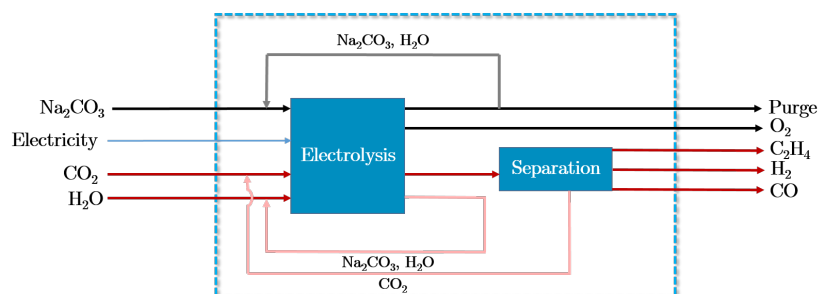 Na₂CO₃, H₂O
Na₂CO₃
Purge
O₂
Electricity
Electrolysis
C₂H₄
CO₂
Separation
H₂
H₂O
CO
Na₂CO₃, H₂O
CO₂